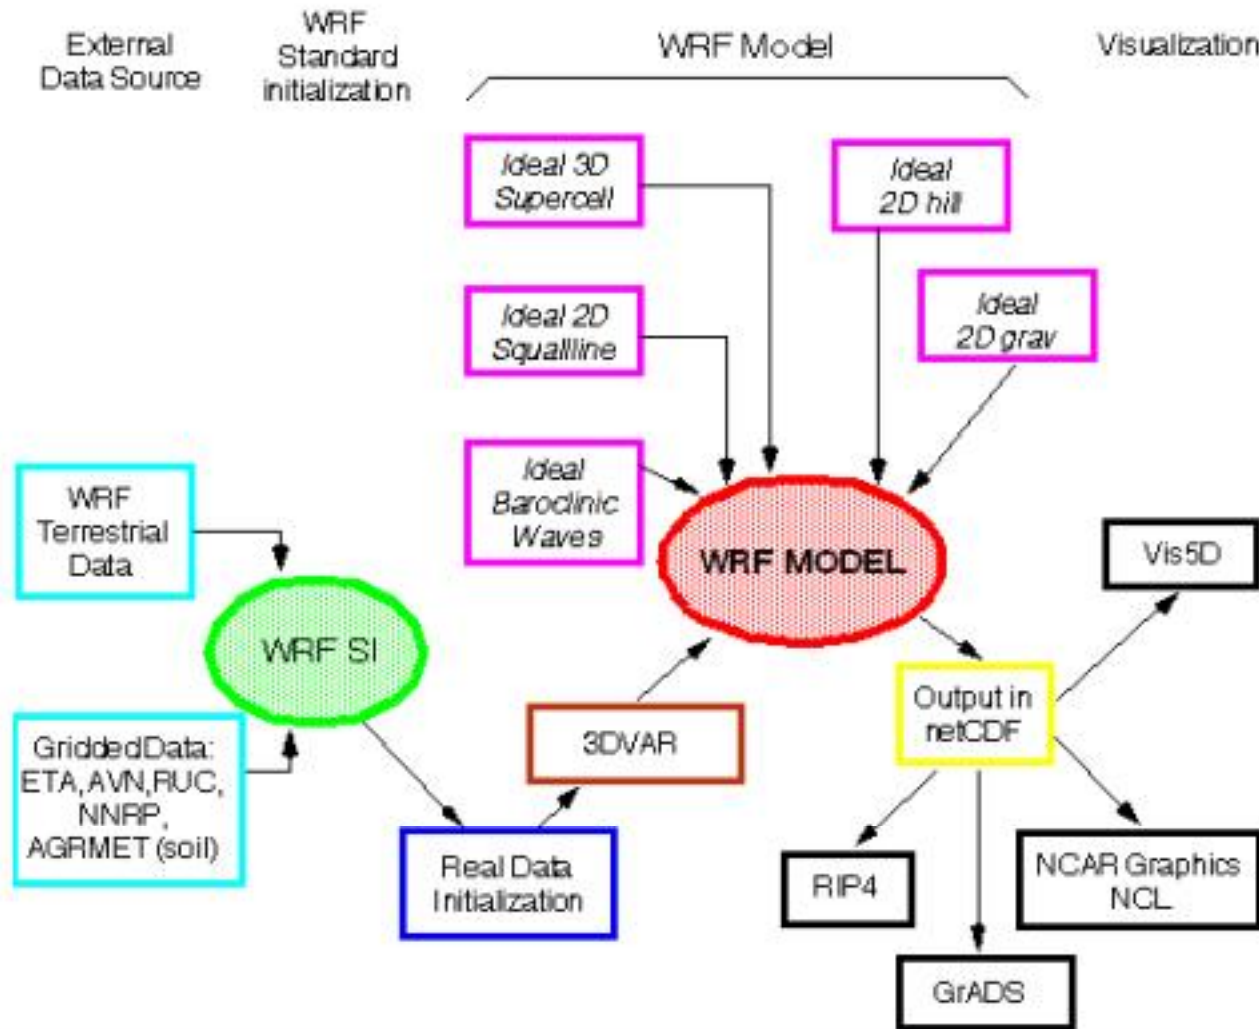 External
Data Source
WRF
Standard
initialization
WRF Model
Visualization
Ideal 3D
Supercell
Ideal
2D hill
Ideal 2D
Squallline
Ideal
2D grav
Ideal
Baroclinic
Waves
WRF
Terrestrial
Data
WRF MODEL
Vis5D
WRF SI
Output in
netCDF
3DVAR
Gridded Data:
ETA,AVN,RUC,
NNRP,
AGRMET (soil)
Real Data
Initialization
RIP4
NCAR Graphics
NCL
GrADS